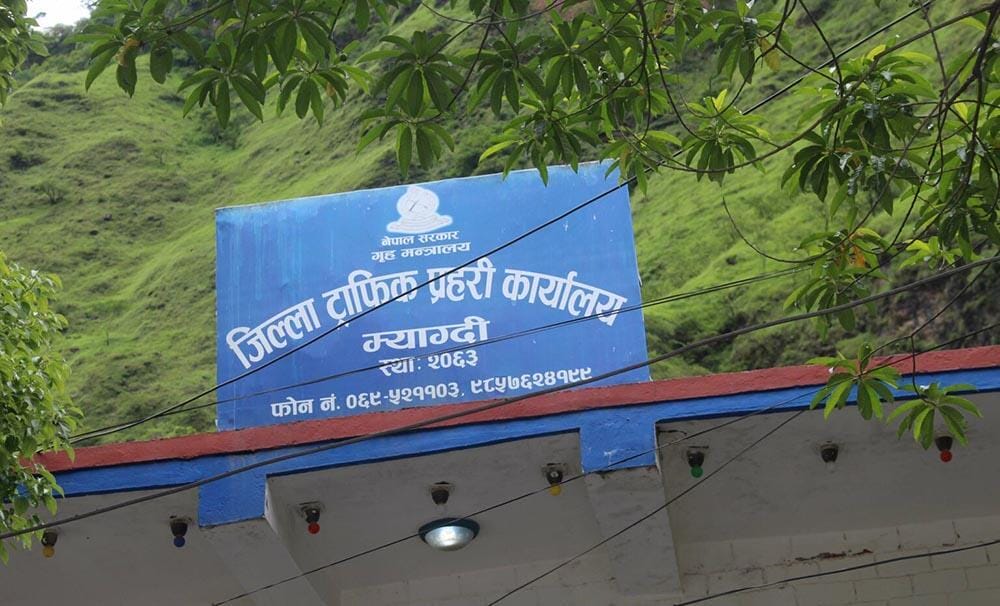 नेपाल सरकार
गृह मन्त्रालय
जिल्ला ट्राफिक प्रहरी कार्यालय
म्याग्दी
स्था: २०६३
फोन नं. ०६९-५२११०३, ९८५७६२४१९९